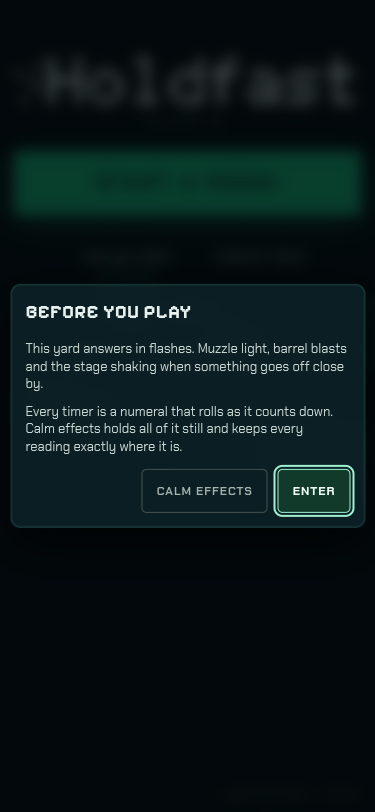 Holdfast
BEFORE YOU PLAY
This yard answers in flashes. Muzzle light, barrel blasts
and the stage shaking when something goes off close
by.
Every timer is a numeral that rolls as it counts down.
Calm effects holds all of it still and keeps every
reading exactly where it is.
CALM EFFECTS
ENTER